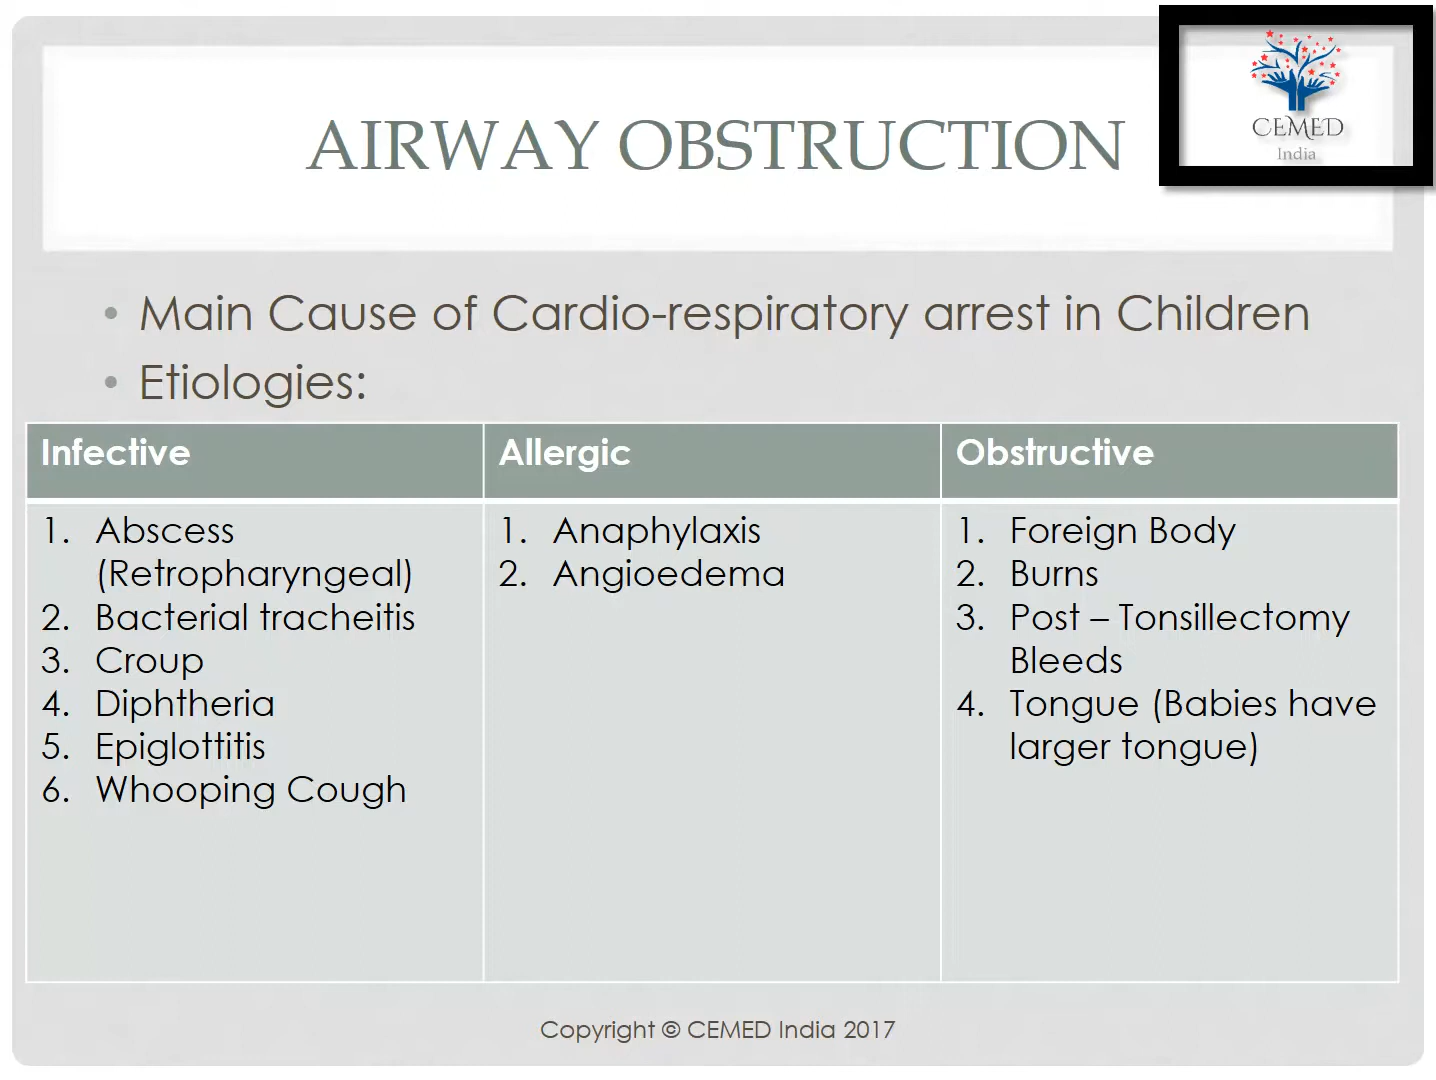 CEMED
India
AIRWAY OBSTRUCTION
• Main Cause of Cardio-respiratory arrest in Children
• Etiologies:
Infective
1. Abscess
(Retropharyngeal)
2. Bacterial tracheitis
3. Croup
4. Diphtheria
5. Epiglottitis
6. Whooping Cough
Allergic
1. Anaphylaxis
2. Angioedema
Obstructive
1. Foreign Body
2. Burns
3. Post – Tonsillectomy
Bleeds
4. Tongue (Babies have
larger tongue)
Copyright © CEMED India 2017